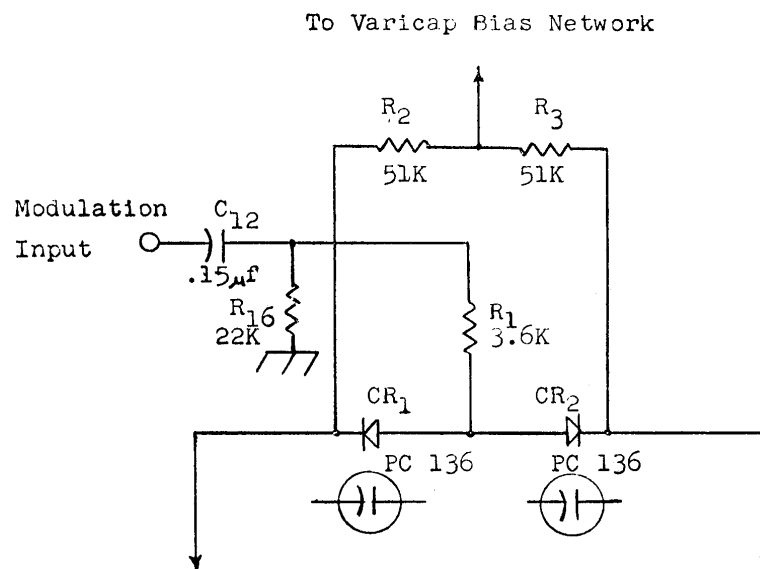 To Varicap Bias Network
R2
R3
51K
51K
Modulation
Input
C12
.15μf
R16
22K
R1
3.6K
CR1
CR2
PC 136
PC 136